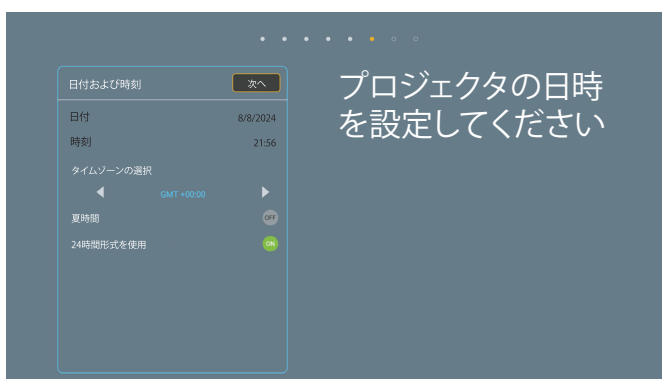 日付および時刻
次へ
日付 8/8/2024
時刻 21:56
タイムゾーンの選択
GMT +00:00
夏時間 OFF
24時間形式を使用 ON
プロジェクタの日時
を設定してください